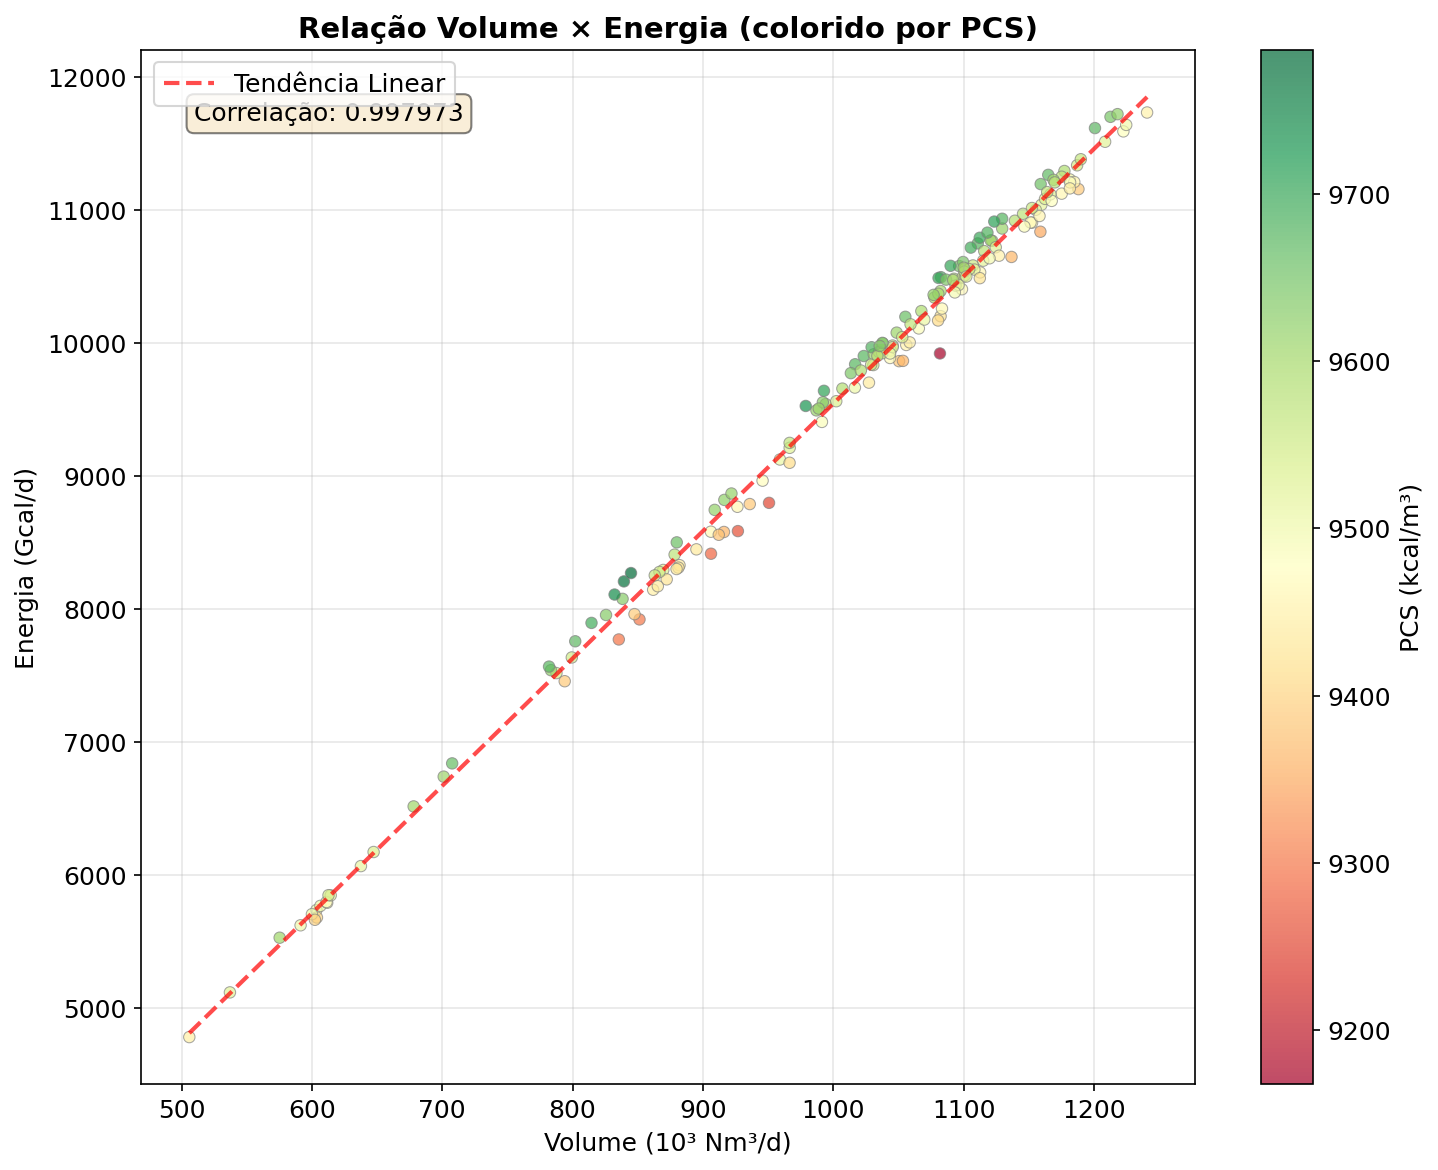 Relação Volume × Energia (colorido por PCS)
Tendência Linear
Correlação: 0.997973
12000
11000
10000
9000
8000
7000
6000
5000
Energia (Gcal/d)
500 600 700 800 900 1000 1100 1200
Volume (10³ Nm³/d)
9700
9600
9500
9400
9300
9200
PCS (kcal/m³)